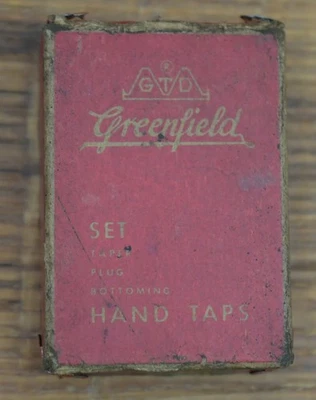 ®
GTD
Greenfield
SET
TAPER
PLUG
BOTTOMING
HAND TAPS